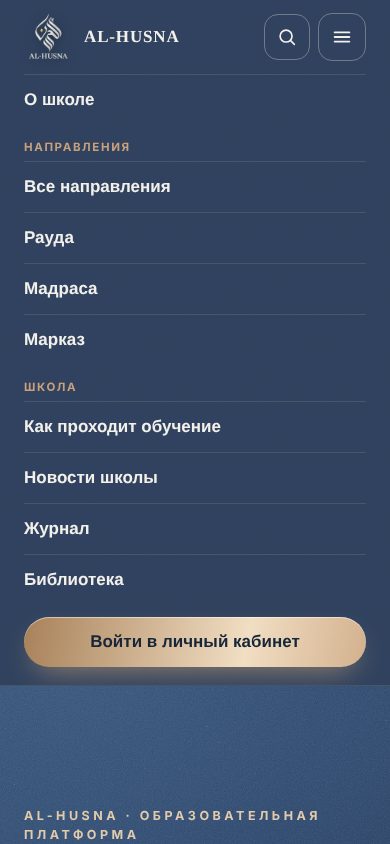 AL-HUSNA
AL-HUSNA
О школе
НАПРАВЛЕНИЯ
Все направления
Рауда
Мадраса
Марказ
ШКОЛА
Как проходит обучение
Новости школы
Журнал
Библиотека
Войти в личный кабинет
AL-HUSNA · ОБРАЗОВАТЕЛЬНАЯ
ПЛАТФОРМА